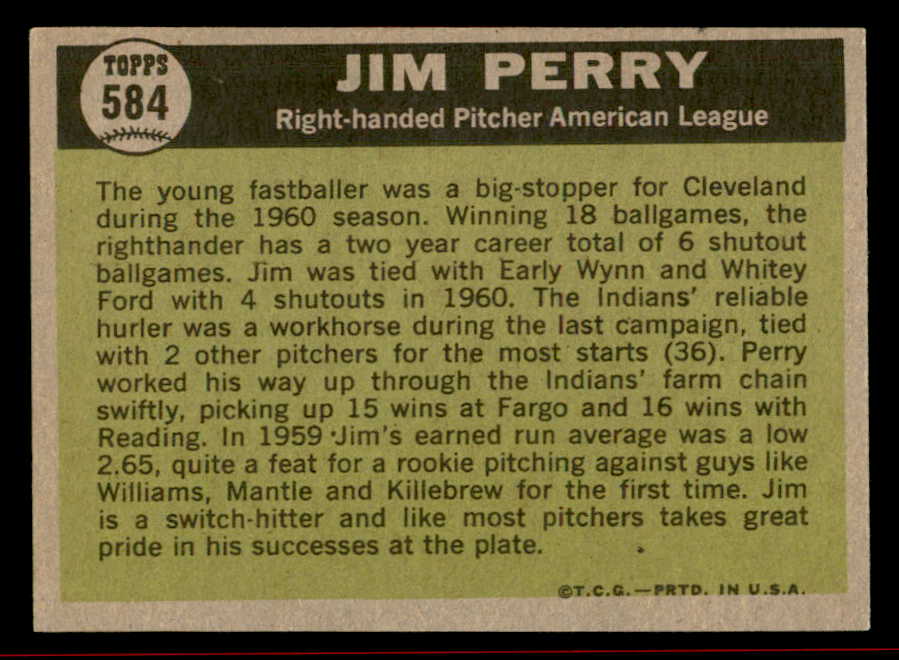 TOPPS
584
JIM PERRY
Right-handed Pitcher American League
The young fastballer was a big-stopper for Cleveland
during the 1960 season. Winning 18 ballgames, the
righthander has a two year career total of 6 shutout
ballgames. Jim was tied with Early Wynn and Whitey
Ford with 4 shutouts in 1960. The Indians' reliable
hurler was a workhorse during the last campaign, tied
with 2 other pitchers for the most starts (36). Perry
worked his way up through the Indians' farm chain
swiftly, picking up 15 wins at Fargo and 16 wins with
Reading. In 1959 Jim's earned run average was a low
2.65, quite a feat for a rookie pitching against guys like
Williams, Mantle and Killebrew for the first time. Jim
is a switch-hitter and like most pitchers takes great
pride in his successes at the plate.
©T.C.G.—PRTD. IN U.S.A.